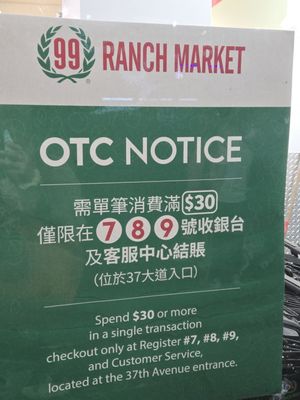 99 RANCH MARKET
OTC NOTICE
需單筆消費滿 $30
僅限在 7 8 9 號收銀台
及客服中心結賬
(位於37大道入口)
Spend $30 or more
in a single transaction
checkout only at Register #7, #8, #9,
and Customer Service,
located at the 37th Avenue entrance.